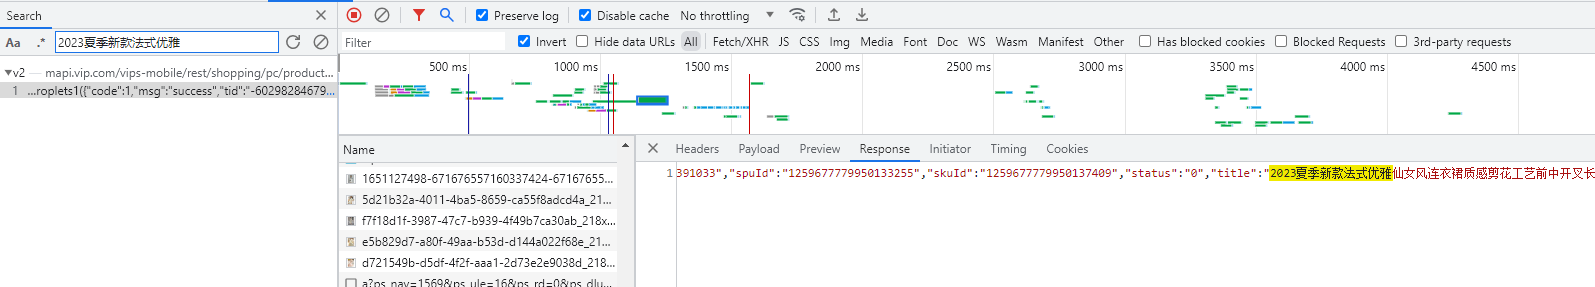 Search
Preserve log
Disable cache
No throttling
Aa
.*
2023夏季新款法式优雅
Filter
Invert
Hide data URLs
All
Fetch/XHR
JS
CSS
Img
Media
Font
Doc
WS
Wasm
Manifest
Other
Has blocked cookies
Blocked Requests
3rd-party requests
v2 — mapi.vip.com/vips-mobile/rest/shopping/pc/product...
1 ...roplets1({"code":1,"msg":"success","tid":"-60298284679...
500 ms
1000 ms
1500 ms
2000 ms
2500 ms
3000 ms
3500 ms
4000 ms
4500 ms
Name
Headers
Payload
Preview
Response
Initiator
Timing
Cookies
1651127498-671676557160337424-67167655...
5d21b32a-4011-4ba5-8659-ca55f8adcd4a_21...
f7f18d1f-3987-47c7-b939-4f49b7ca30ab_218x...
e5b829d7-a80f-49aa-b53d-d144a022f68e_21...
d721549b-d5df-4f2f-aaa1-2d73e2e9038d_218...
a?ps_nav=1569&ps_ule=16&ps_rd=0&ps_dlu...
1 391033","spuId":"1259677779950133255","skuId":"1259677779950137409","status":"0","title":"2023夏季新款法式优雅仙女风连衣裙质感剪花工艺前中开叉长